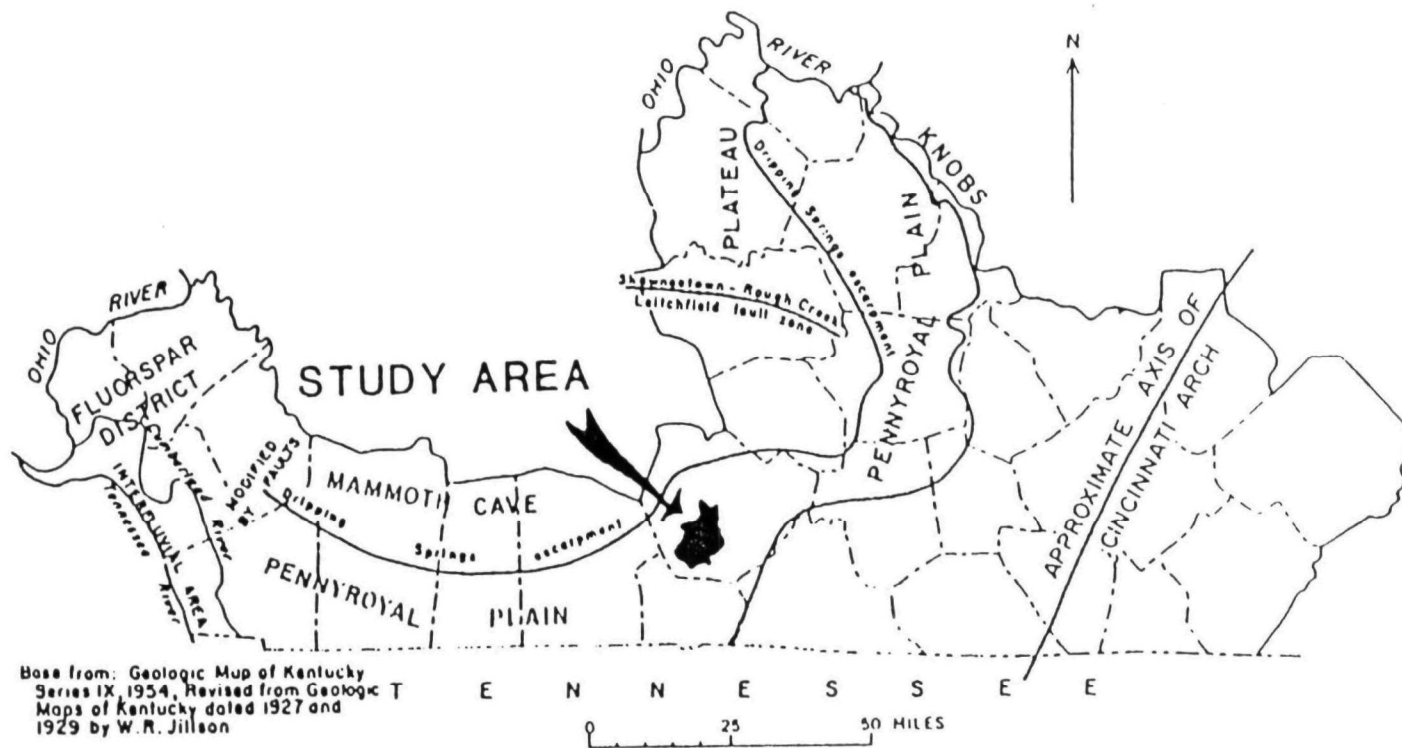 OHIO
RIVER
N
KNOBS
PLATEAU
Dripping Springs escarpment
PLAIN
Shawneetown - Rough Creek
Leitchfield fault zone
PENNYROYAL
OHIO
RIVER
FLUORSPAR
DISTRICT
STUDY AREA
APPROXIMATE AXIS OF
CINCINNATI ARCH
Cumberland
River
INTERFLUVIAL AREA
Tennessee
River
MODIFIED
BY FAULTS
MAMMOTH
CAVE
Dripping
Springs
escarpment
PENNYROYAL
PLAIN
Base from: Geologic Map of Kentucky
Series IX, 1954, Revised from Geologic
Maps of Kentucky dated 1927 and
1929 by W.R. Jillson
T E N N E S S E E
0 25 50 MILES